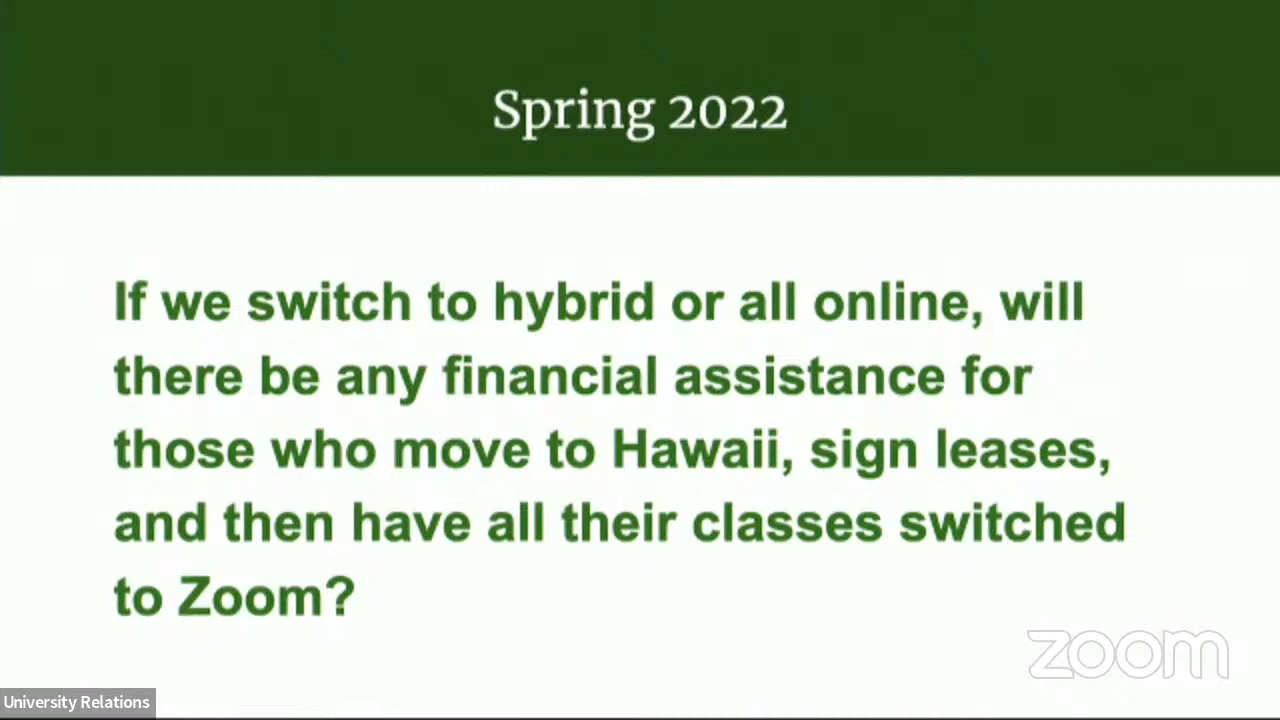 Spring 2022
If we switch to hybrid or all online, will
there be any financial assistance for
those who move to Hawaii, sign leases,
and then have all their classes switched
to Zoom?
zoom
University Relations